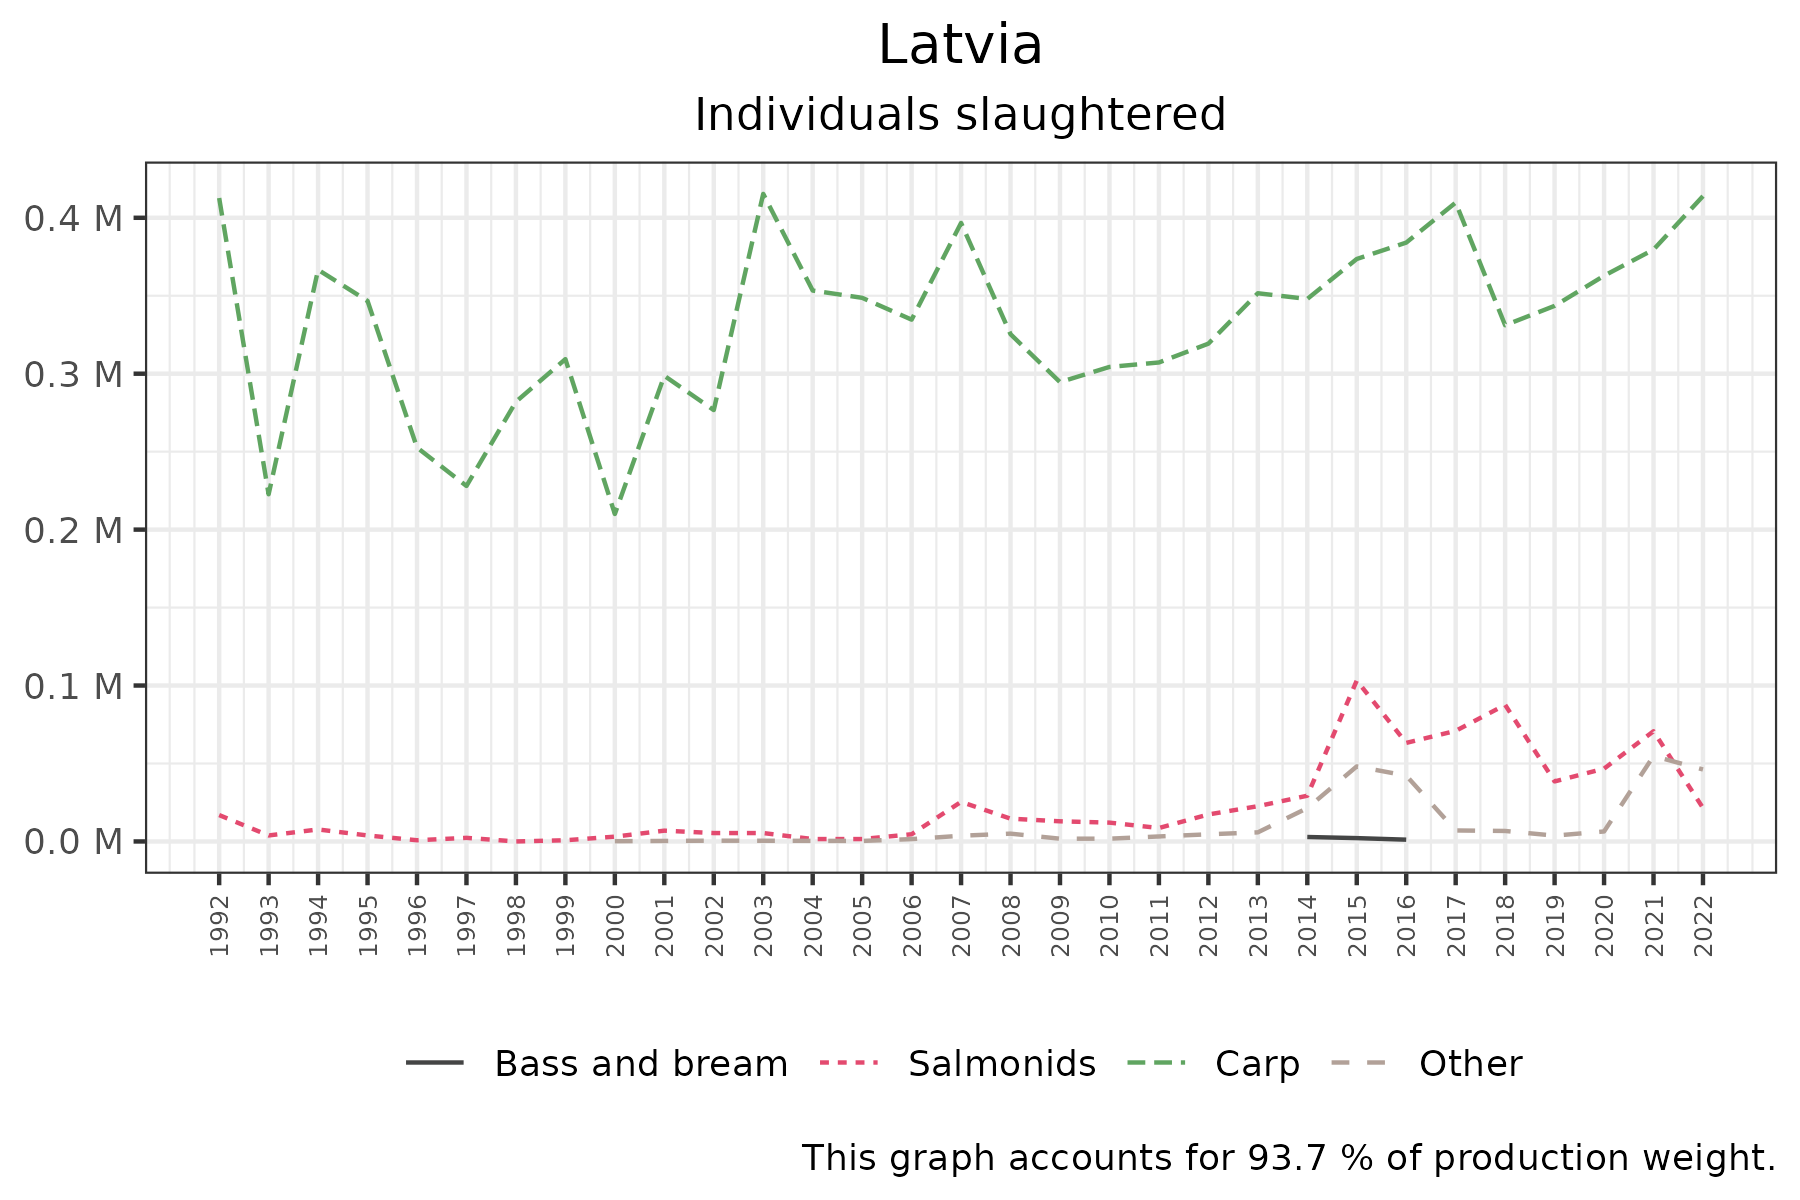 Latvia
Individuals slaughtered
0.4 M
0.3 M
0.2 M
0.1 M
0.0 M
1992 1993 1994 1995 1996 1997 1998 1999 2000 2001 2002 2003 2004 2005 2006 2007 2008 2009 2010 2011 2012 2013 2014 2015 2016 2017 2018 2019 2020 2021 2022
Bass and bream Salmonids Carp Other
This graph accounts for 93.7 % of production weight.